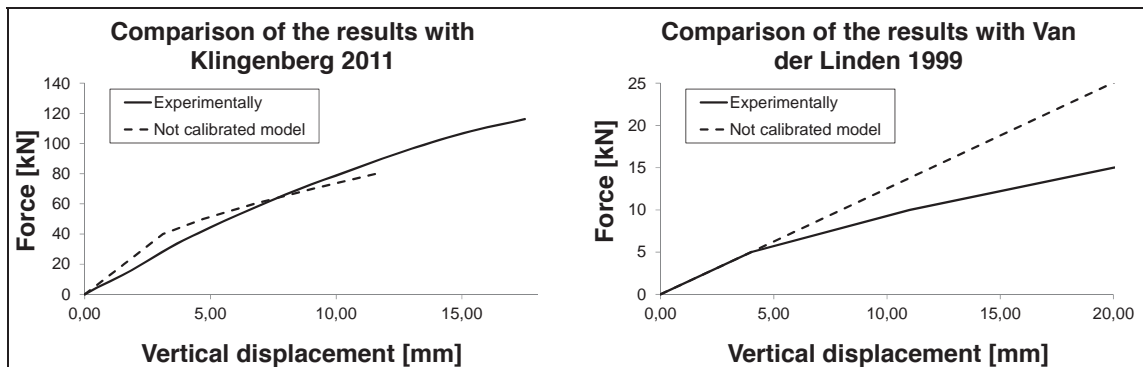 Comparison of the results with
Klingenberg 2011
140
120
100
80
60
40
20
0
Force [kN]
Experimentally
Not calibrated model
0,00
5,00
10,00
15,00
Vertical displacement [mm]
Comparison of the results with Van
der Linden 1999
25
20
15
10
5
0
Force [kN]
Experimentally
Not calibrated model
0,00
5,00
10,00
15,00
20,00
Vertical displacement [mm]